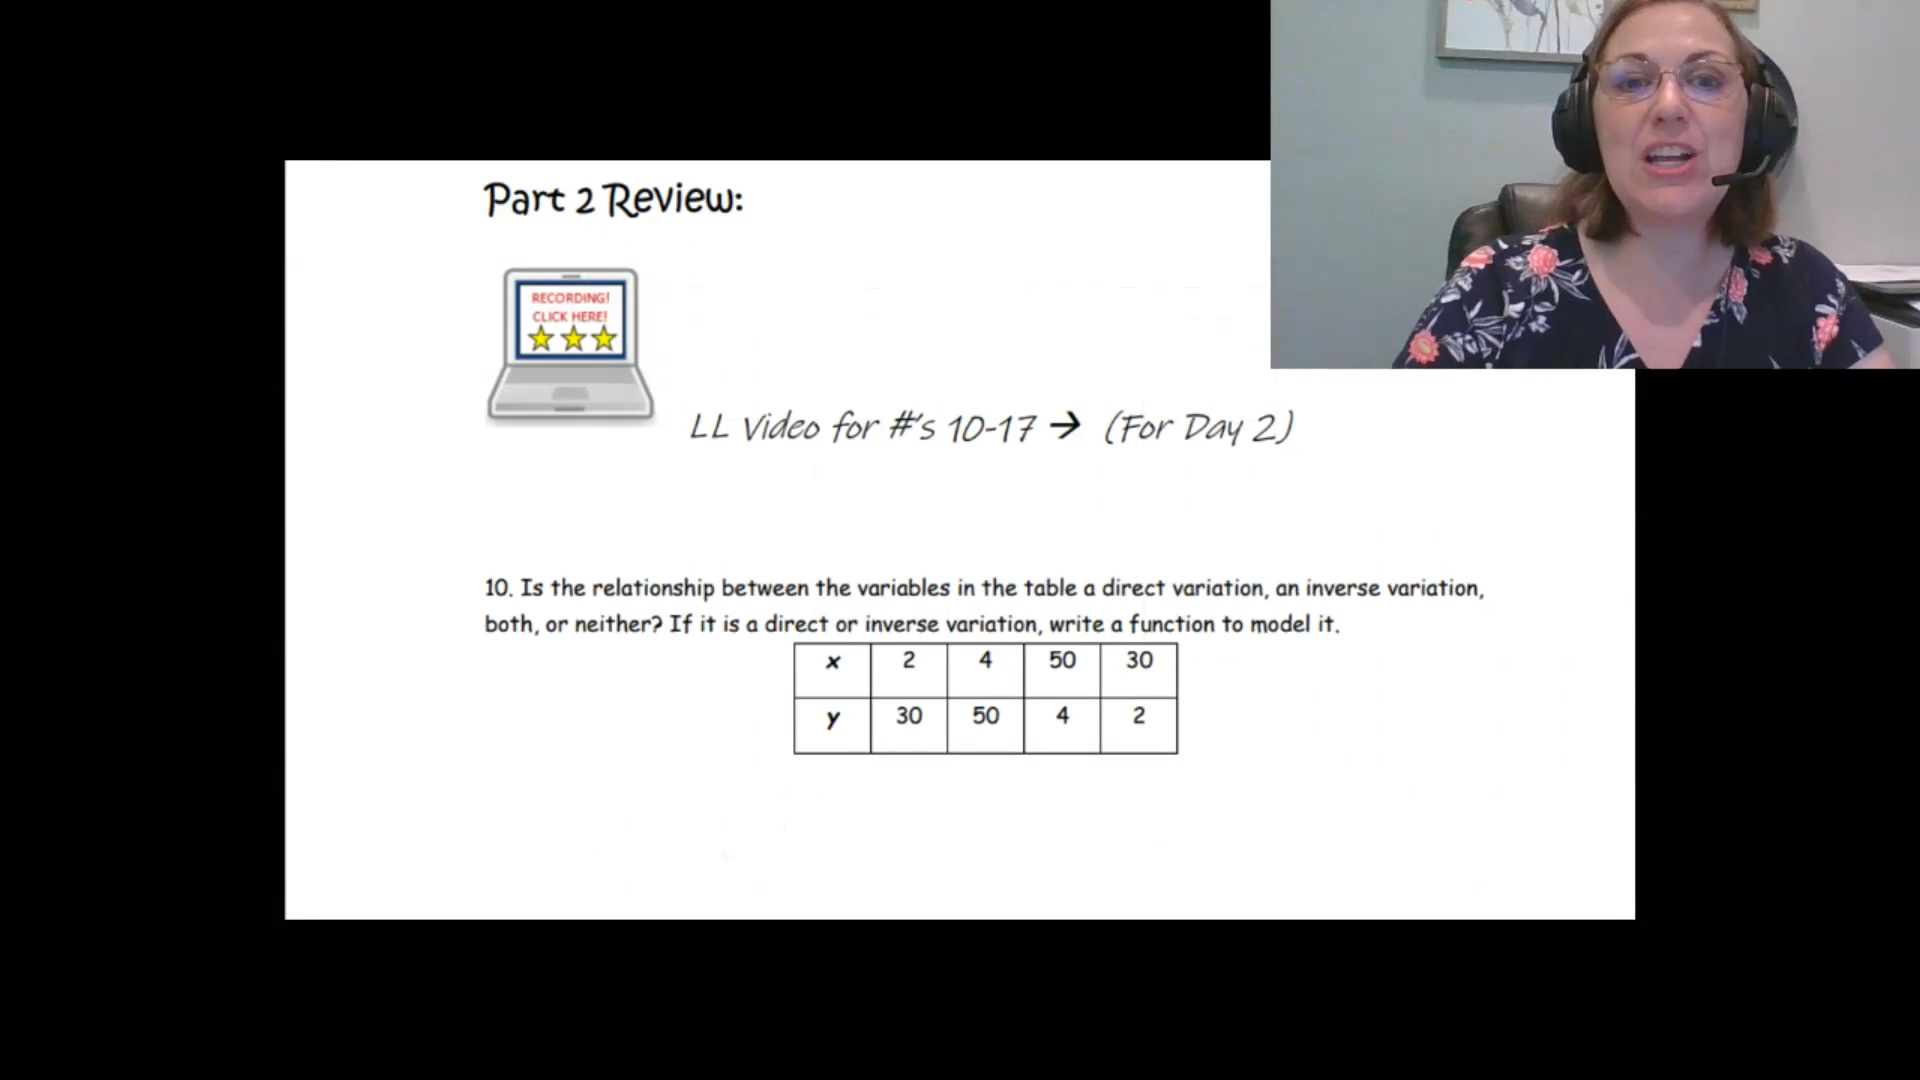 Part 2 Review:
RECORDING!
CLICK HERE!
LL Video for #'s 10-17 → (For Day 2)
10. Is the relationship between the variables in the table a direct variation, an inverse variation,
both, or neither? If it is a direct or inverse variation, write a function to model it.
x 2 4 50 30
y 30 50 4 2